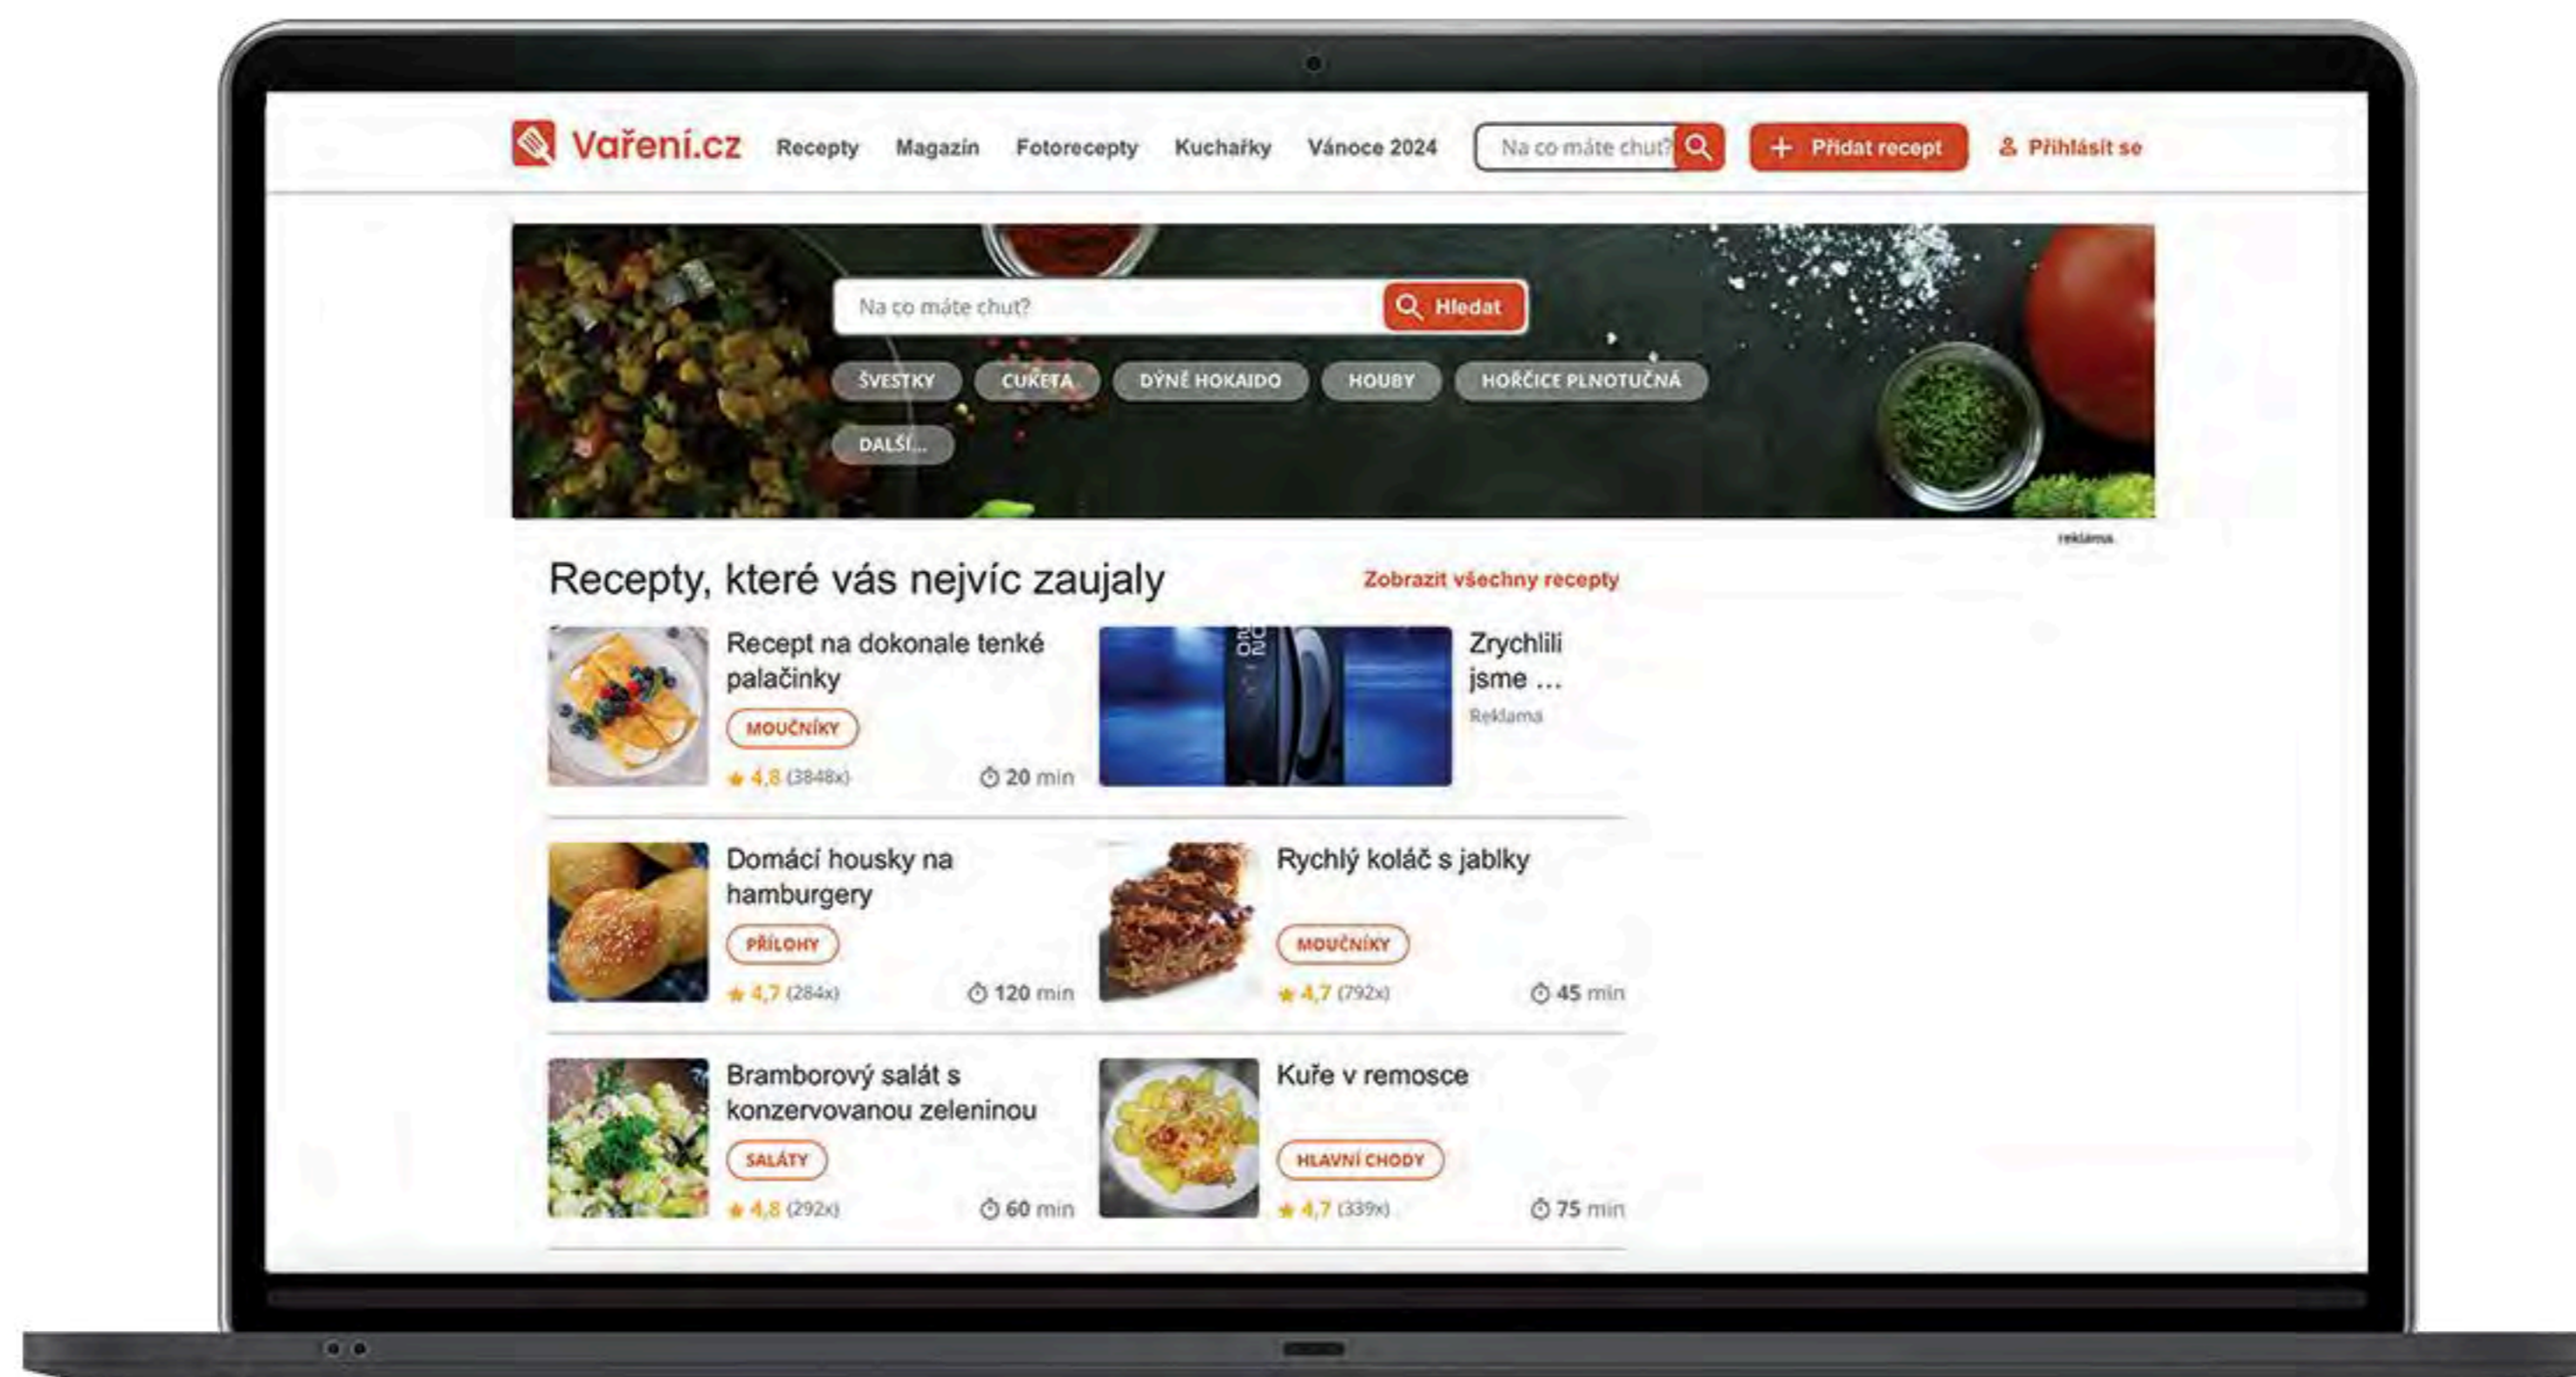 Vaření.cz Recepty Magazín Fotorecepty Kuchařky Vánoce 2024 Na co máte chuť? + Přidat recept Přihlásit se
Na co máte chuť? Hledat
ŠVESTKY CUKETA DÝNĚ HOKAIDO HOUBY HOŘČICE PLNOTUČNÁ
DALŠÍ...
reklama
Recepty, které vás nejvíc zaujaly Zobrazit všechny recepty
Recept na dokonale tenké
palačinky
MOUČNÍKY
4,8 (3848x) 20 min
Zrychlili
jsme ...
Reklama
Domácí housky na
hamburgery
PŘÍLOHY
4,7 (284x) 120 min
Rychlý koláč s jablky
MOUČNÍKY
4,7 (792x) 45 min
Bramborový salát s
konzervovanou zeleninou
SALÁTY
4,8 (292x) 60 min
Kuře v remosce
HLAVNÍ CHODY
4,7 (339x) 75 min